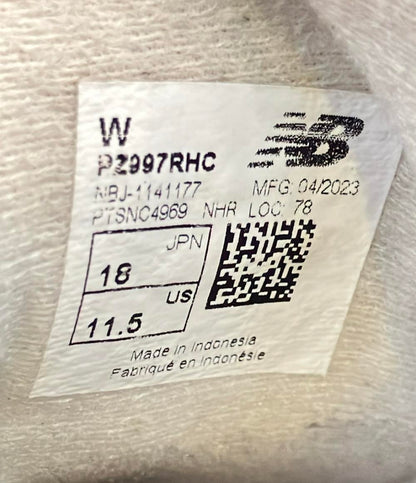 W
PZ997RHC
NB
NBJ-1141177 MFG: 04/2023
PTSNC4969 NHR LOC: 78
JPN
18
US
11.5
Made in Indonesia
Fabriqué en Indonésie